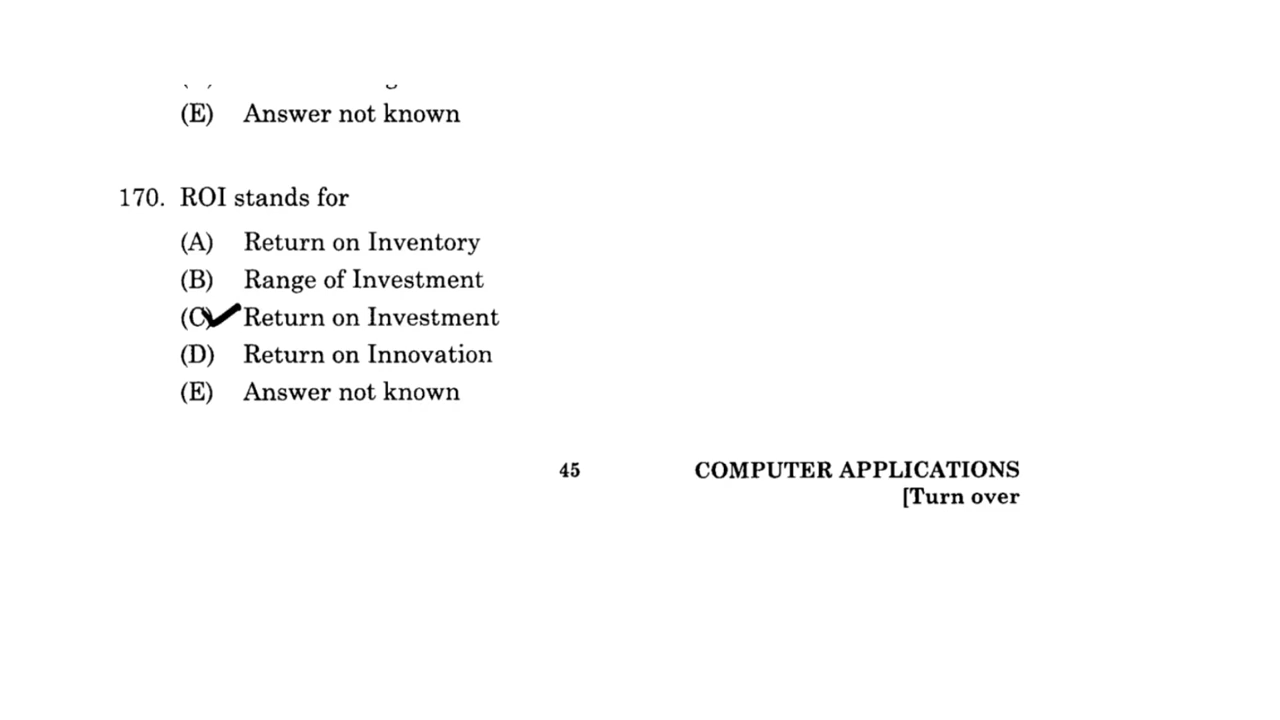 (E) Answer not known
170. ROI stands for
(A) Return on Inventory
(B) Range of Investment
(C) Return on Investment
(D) Return on Innovation
(E) Answer not known
45 COMPUTER APPLICATIONS
[Turn over